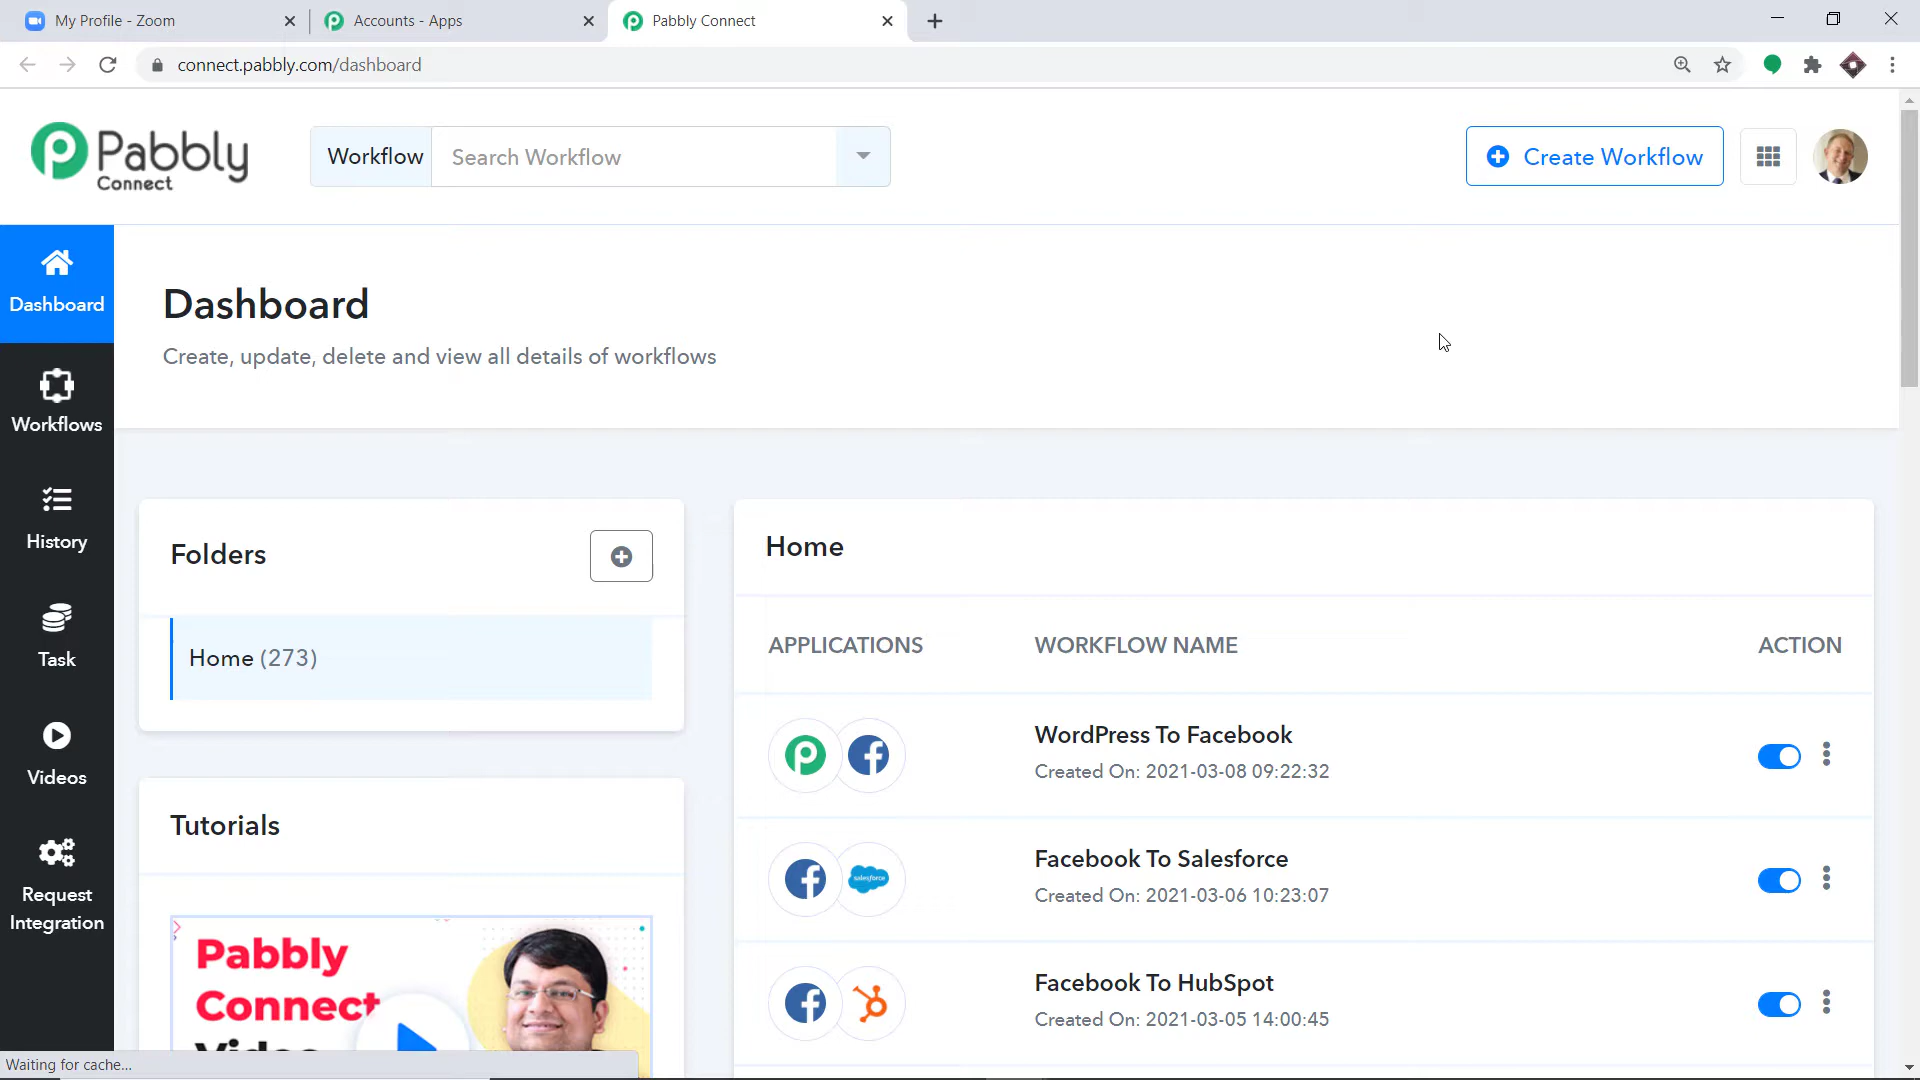 My Profile - Zoom
Accounts - Apps
Pabbly Connect
connect.pabbly.com/dashboard
Pabbly
Connect
Workflow
Search Workflow
Create Workflow
Dashboard
Workflows
History
Task
Videos
Request
Integration
Dashboard
Create, update, delete and view all details of workflows
Folders
Home (273)
Tutorials
Pabbly
Connect
Video
Home
APPLICATIONS WORKFLOW NAME ACTION
WordPress To Facebook
Created On: 2021-03-08 09:22:32
salesforce
Facebook To Salesforce
Created On: 2021-03-06 10:23:07
Facebook To HubSpot
Created On: 2021-03-05 14:00:45
Waiting for cache...